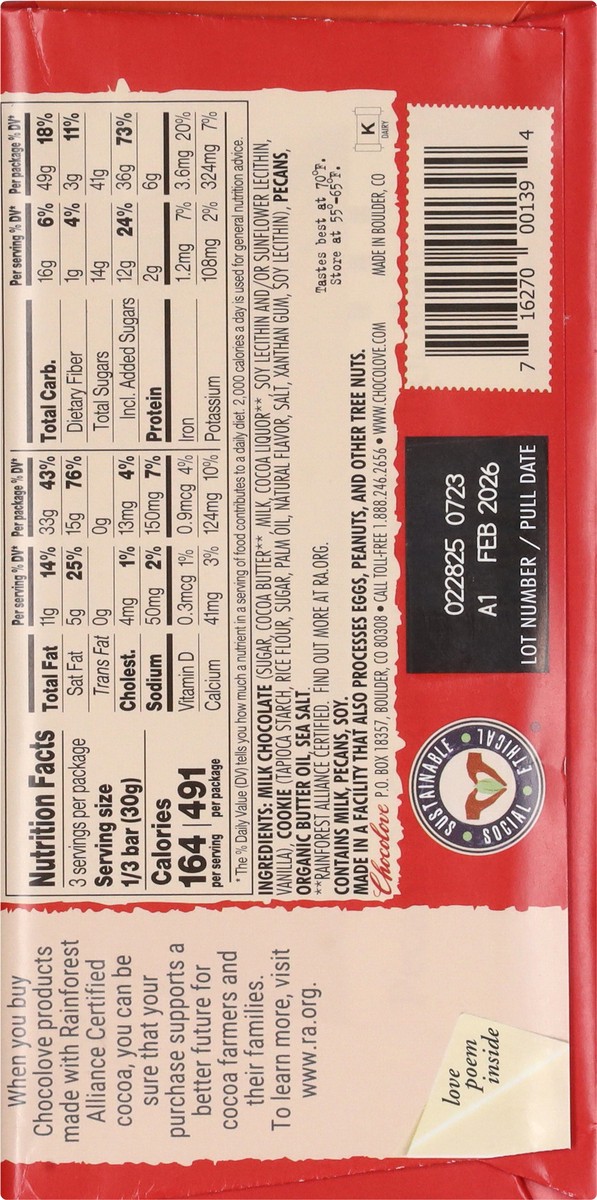 When you buy
Chocolove products
made with Rainforest
Alliance Certified
cocoa, you can be
sure that your
purchase supports a
better future for
cocoa farmers and
their families.
To learn more, visit
www.ra.org.
love
poem
inside
Nutrition Facts
3 servings per package
Serving size
1/3 bar (30g)
Calories
164 491
per serving per package
Per serving % DV* Per package % DV*
Total Fat 11g 14% 33g 43%
Sat Fat 5g 25% 15g 76%
Trans Fat 0g 0g
Cholest. 4mg 1% 13mg 4%
Sodium 50mg 2% 150mg 7%
Vitamin D 0.3mcg 1% 0.9mcg 4%
Calcium 41mg 3% 124mg 10%
Per serving % DV* Per package % DV*
Total Carb. 16g 6% 49g 18%
Dietary Fiber 1g 4% 3g 11%
Total Sugars 14g 41g
Incl. Added Sugars 12g 24% 36g 73%
Protein 2g 6g
Iron 1.2mg 7% 3.6mg 20%
Potassium 108mg 2% 324mg 7%
*The % Daily Value (DV) tells you how much a nutrient in a serving of food contributes to a daily diet. 2,000 calories a day is used for general nutrition advice.
INGREDIENTS: MILK CHOCOLATE (SUGAR, COCOA BUTTER** MILK, COCOA LIQUOR** SOY LECITHIN AND/OR SUNFLOWER LECITHIN,
VANILLA), COOKIE (TAPIOCA STARCH, RICE FLOUR, SUGAR, PALM OIL, NATURAL FLAVOR, SALT, XANTHAN GUM, SOY LECITHIN), PECANS,
ORGANIC BUTTER OIL, SEA SALT.
**RAINFOREST ALLIANCE CERTIFIED. FIND OUT MORE AT RA.ORG.
CONTAINS MILK, PECANS, SOY.
MADE IN A FACILITY THAT ALSO PROCESSES EGGS, PEANUTS, AND OTHER TREE NUTS.
Chocolove P.O. BOX 18357, BOULDER, CO 80308 • CALL TOLL-FREE 1.888.246.2656 • WWW.CHOCOLOVE.COM
Tastes best at 70°F.
Store at 55°-65°F.
MADE IN BOULDER, CO
K
DAIRY
SUSTAINABLE • ETHICAL • SOCIAL •
022825 0723
A1 FEB 2026
LOT NUMBER / PULL DATE
7 16270 00139 4